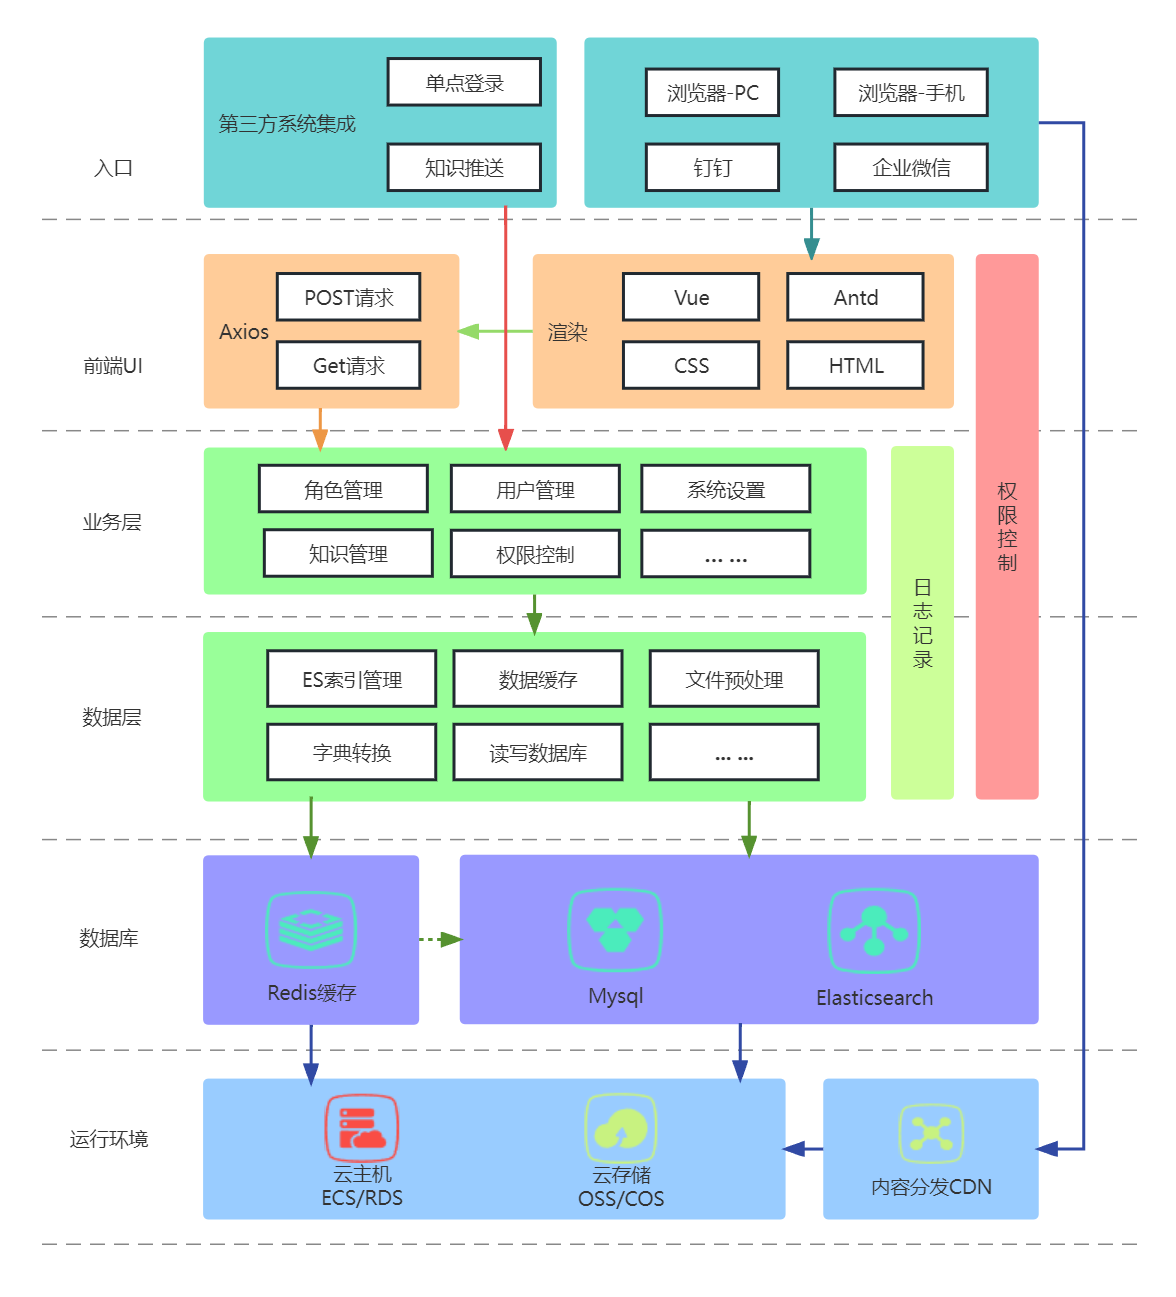 入口
第三方系统集成
单点登录
知识推送
浏览器-PC
浏览器-手机
钉钉
企业微信
前端UI
Axios
POST请求
Get请求
渲染
Vue
Antd
CSS
HTML
权
限
控
制
业务层
角色管理
用户管理
系统设置
知识管理
权限控制
... ...
日
志
记
录
数据层
ES索引管理
数据缓存
文件预处理
字典转换
读写数据库
... ...
数据库
Redis缓存
Mysql
Elasticsearch
运行环境
云主机
ECS/RDS
云存储
OSS/COS
内容分发CDN